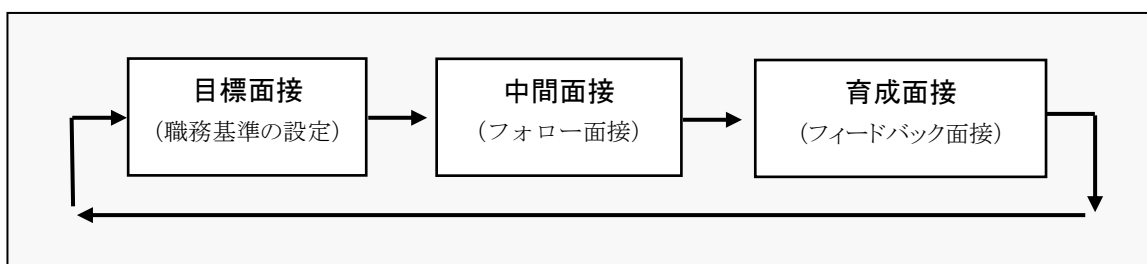 目標面接
（職務基準の設定）
中間面接
（フォロー面接）
育成面接
（フィードバック面接）